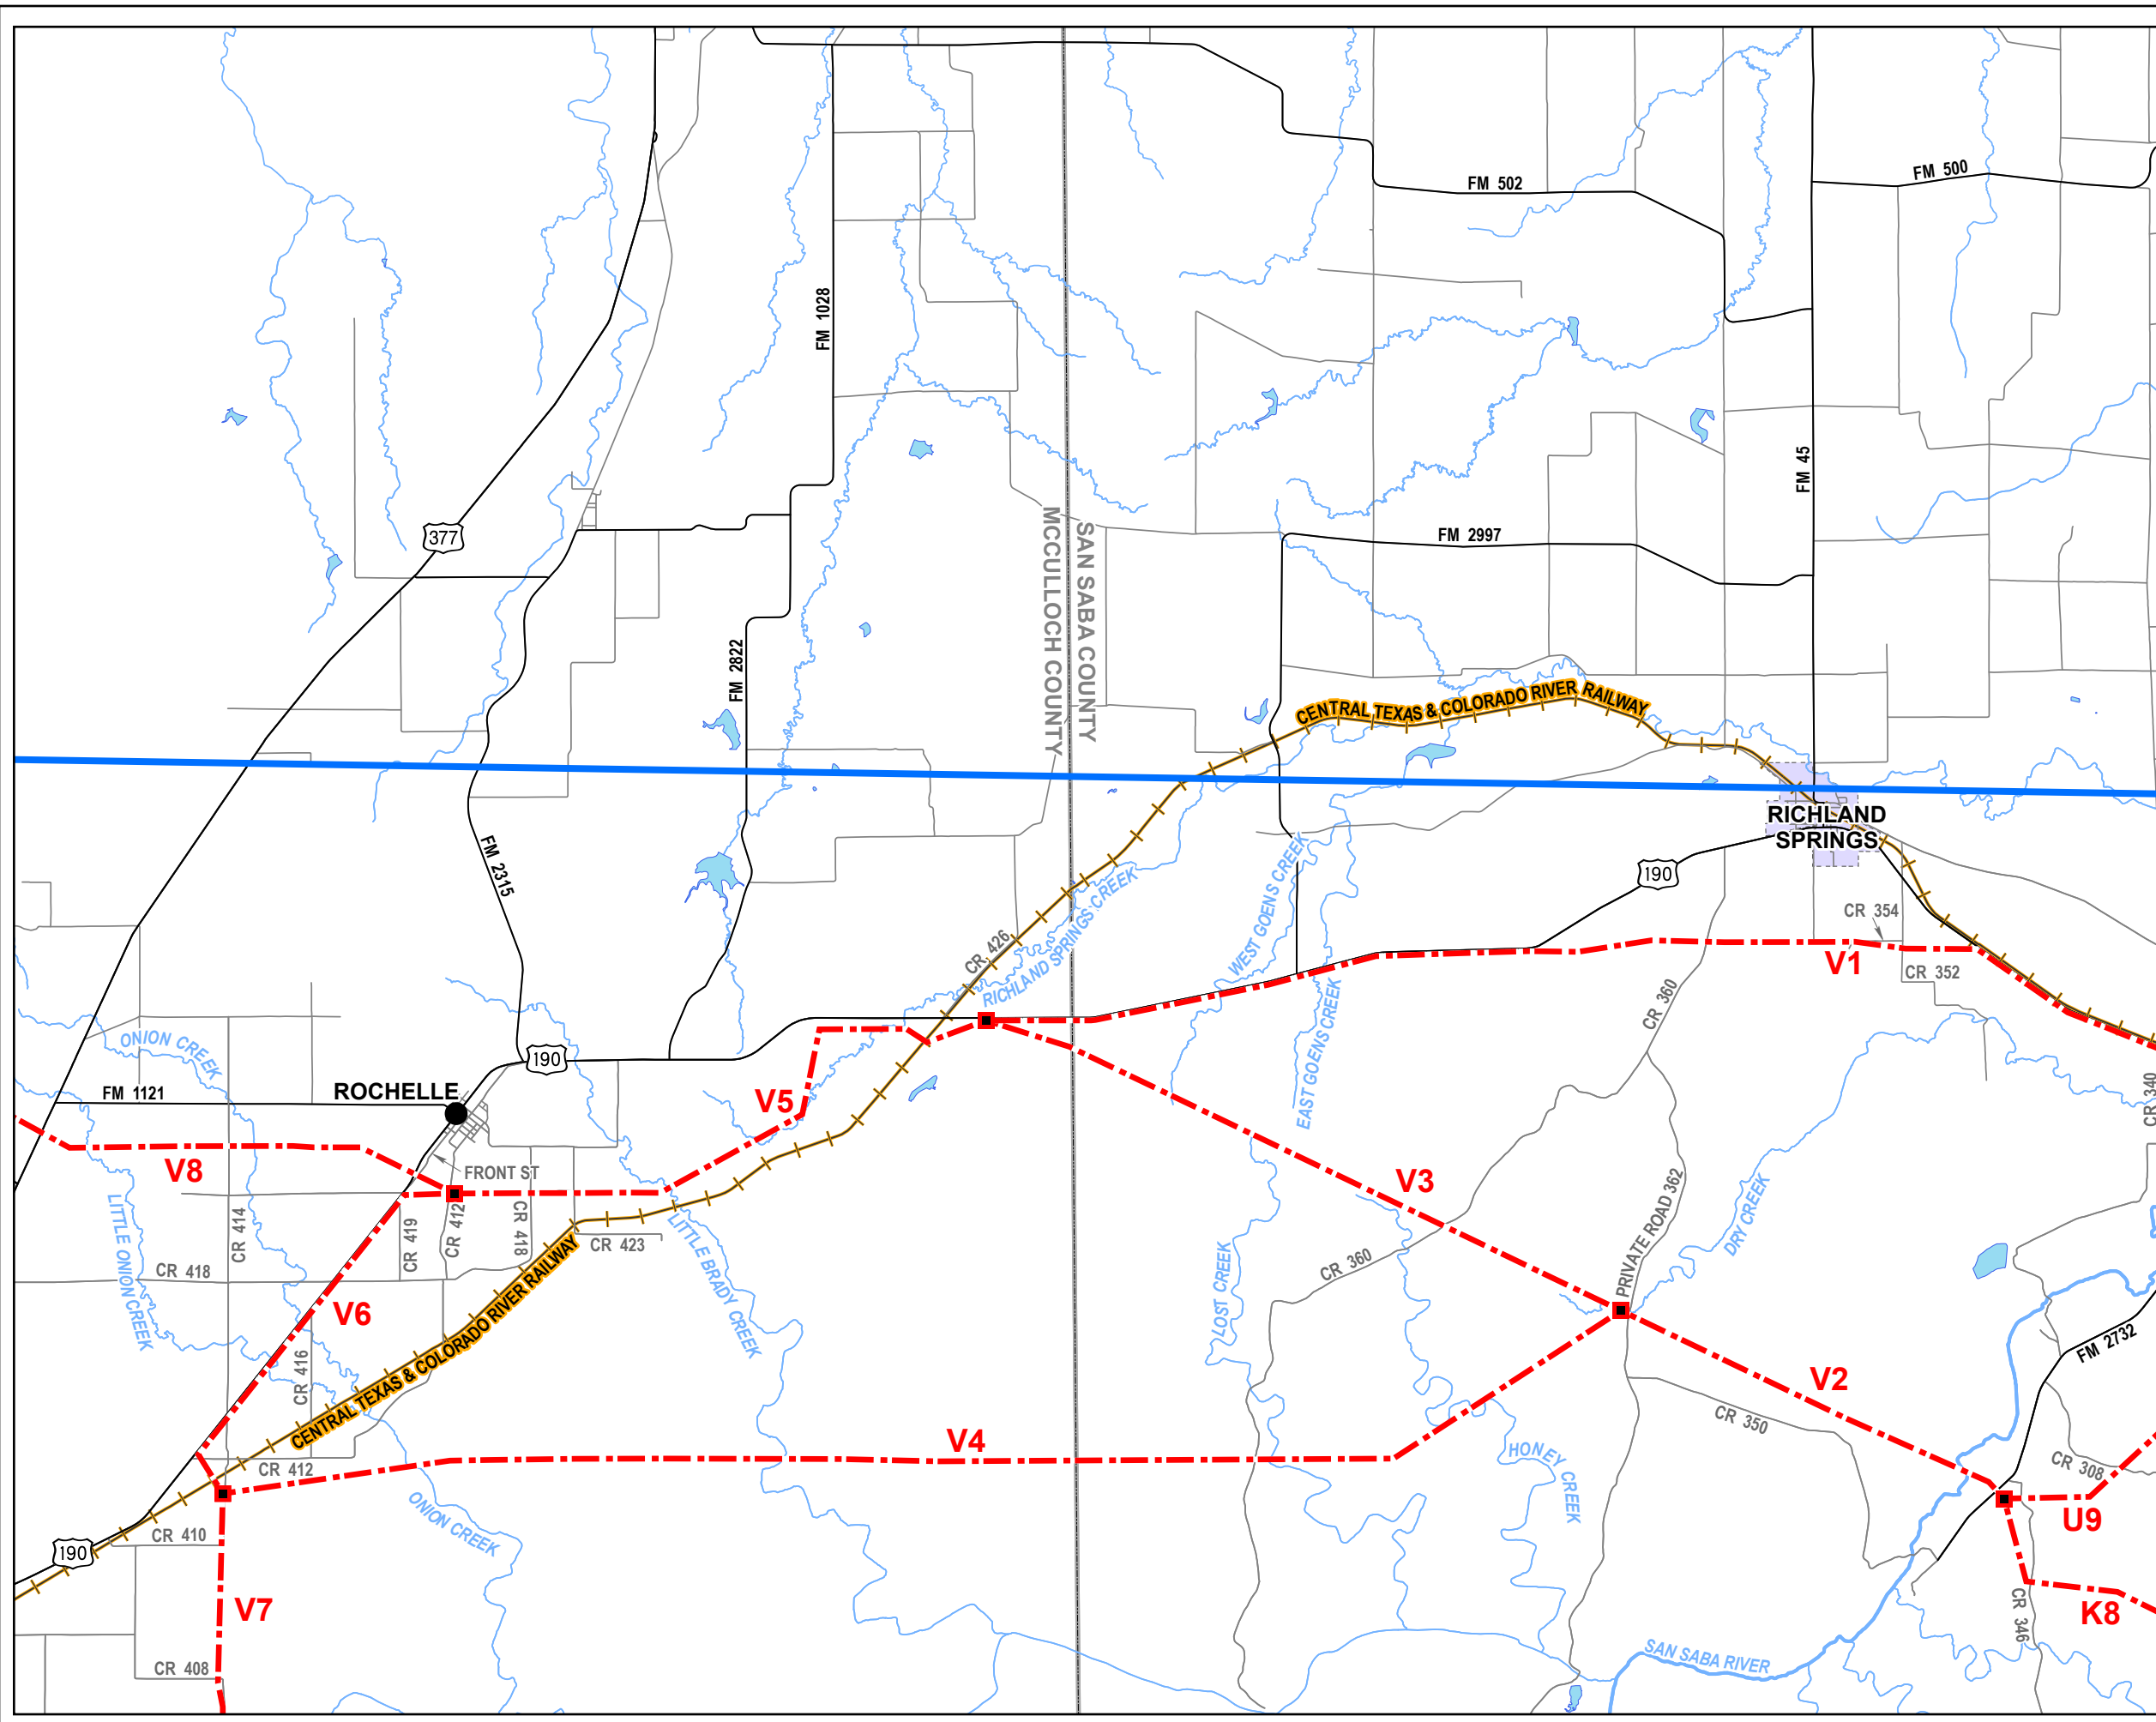 FM 502
FM 500
FM 1028
377
FM 45
FM 2997
MCCULLOCH COUNTY
SAN SABA COUNTY
FM 2822
CENTRAL TEXAS & COLORADO RIVER RAILWAY
RICHLAND
SPRINGS
FM 2315
190
WEST GOENS CREEK
RICHLAND SPRINGS CREEK
CR 426
CR 354
V1
CR 352
CR 360
EAST GOENS CREEK
ONION CREEK
190
ROCHELLE
FM 1121
V5
CR 340
V8
FRONT ST
V3
PRIVATE ROAD 362
DRY CREEK
LITTLE ONION CREEK
CR 414
CR 419
CR 412
CR 418
CR 423
LITTLE BRADY CREEK
CR 418
CR 360
LOST CREEK
V6
CR 416
CENTRAL TEXAS & COLORADO RIVER RAILWAY
FM 2732
V2
CR 350
V4
HONEY CREEK
CR 308
CR 412
ONION CREEK
U9
CR 410
190
V7
K8
CR 346
CR 408
SAN SABA RIVER